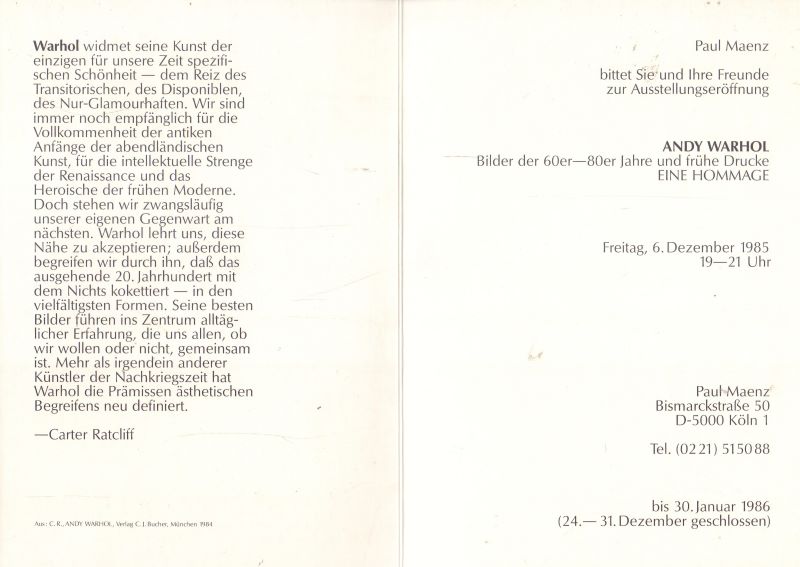 Warhol widmet seine Kunst der
einzigen für unsere Zeit spezifi-
schen Schönheit — dem Reiz des
Transitorischen, des Disponiblen,
des Nur-Glamourhaften. Wir sind
immer noch empfänglich für die
Vollkommenheit der antiken
Anfänge der abendländischen
Kunst, für die intellektuelle Strenge
der Renaissance und das
Heroische der frühen Moderne.
Doch stehen wir zwangsläufig
unserer eigenen Gegenwart am
nächsten. Warhol lehrt uns, diese
Nähe zu akzeptieren; außerdem
begreifen wir durch ihn, daß das
ausgehende 20. Jahrhundert mit
dem Nichts kokettiert — in den
vielfältigsten Formen. Seine besten
Bilder führen ins Zentrum alltäg-
licher Erfahrung, die uns allen, ob
wir wollen oder nicht, gemeinsam
ist. Mehr als irgendein anderer
Künstler der Nachkriegszeit hat
Warhol die Prämissen ästhetischen
Begreifens neu definiert.
—Carter Ratcliff
Aus: C. R., ANDY WARHOL, Verlag C. J. Bucher, München 1984
Paul Maenz
bittet Sie und Ihre Freunde
zur Ausstellungseröffnung
ANDY WARHOL
Bilder der 60er—80er Jahre und frühe Drucke
EINE HOMMAGE
Freitag, 6. Dezember 1985
19—21 Uhr
Paul Maenz
Bismarckstraße 50
D-5000 Köln 1
Tel. (02 21) 51 50 88
bis 30. Januar 1986
(24.— 31. Dezember geschlossen)